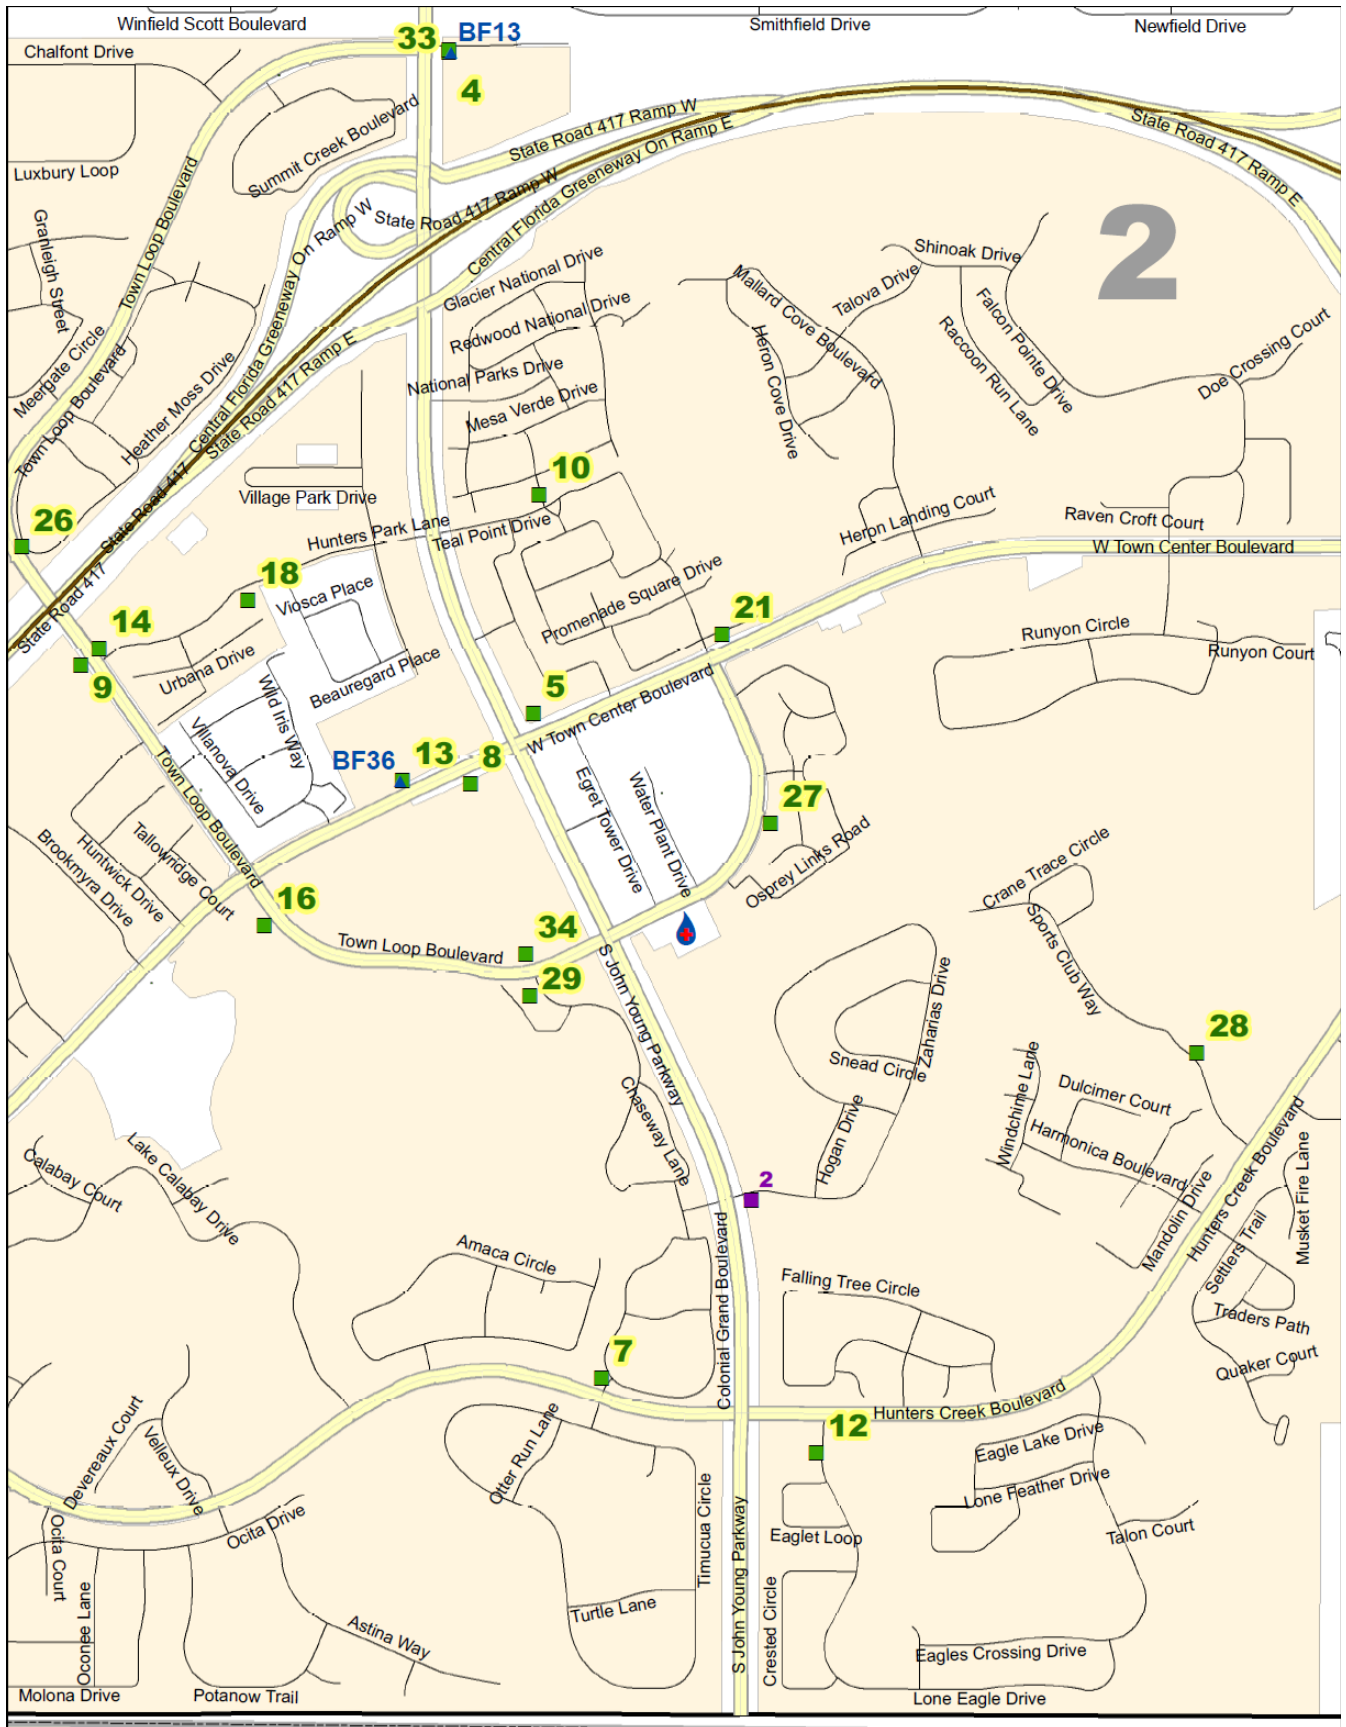 Winfield Scott Boulevard
Smithfield Drive
Newfield Drive
33
BF13
Chalfont Drive
4
Summit Creek Boulevard
State Road 417 Ramp W
Central Florida Greeneway On Ramp E
State Road 417 Ramp E
Luxbury Loop
Town Loop Boulevard
State Road 417 Ramp W
Granleigh Street
Central Florida Greeneway On Ramp W
2
Shinoak Drive
Glacier National Drive
Mallard Cove Boulevard
Talova Drive
Falcon Pointe Drive
Redwood National Drive
Raccoon Run Lane
Heron Cove Drive
Doe Crossing Court
Meergate Circle
Town Loop Boulevard
Heather Moss Drive
State Road 417 Ramp E
National Parks Drive
Mesa Verde Drive
10
Village Park Drive
State Road 417
26
Hunters Park Lane
Teal Point Drive
Heron Landing Court
Raven Croft Court
W Town Center Boulevard
State Road 417
18
Viosca Place
Promenade Square Drive
21
14
Runyon Circle
Runyon Court
Urbana Drive
Beauregard Place
9
Wild Iris Way
5
W Town Center Boulevard
Villanova Drive
BF36
13
8
Town Loop Boulevard
Egret Tower Drive
Water Plant Drive
27
Osprey Links Road
Brookmyra Drive
Huntwick Drive
Tallowridge Court
Crane Trace Circle
16
Sports Club Way
34
Town Loop Boulevard
29
S John Young Parkway
Zaharias Drive
28
Snead Circle
Chaseway Lane
Windchime Lane
Dulcimer Court
Hogan Drive
Harmonica Boulevard
Hunters Creek Boulevard
Musket Fire Lane
Calabay Court
Lake Calabay Drive
2
Mandolin Drive
Settlers Trail
Amaca Circle
Colonial Grand Boulevard
Falling Tree Circle
Traders Path
7
Quaker Court
Hunters Creek Boulevard
12
Devereaux Court
Velleux Drive
Otter Run Lane
Eagle Lake Drive
Lone Feather Drive
Ocita Court
Ocita Drive
Timucua Circle
S John Young Parkway
Eaglet Loop
Talon Court
Oconee Lane
Turtle Lane
Crested Circle
Astina Way
Eagles Crossing Drive
Molona Drive
Potanow Trail
Lone Eagle Drive